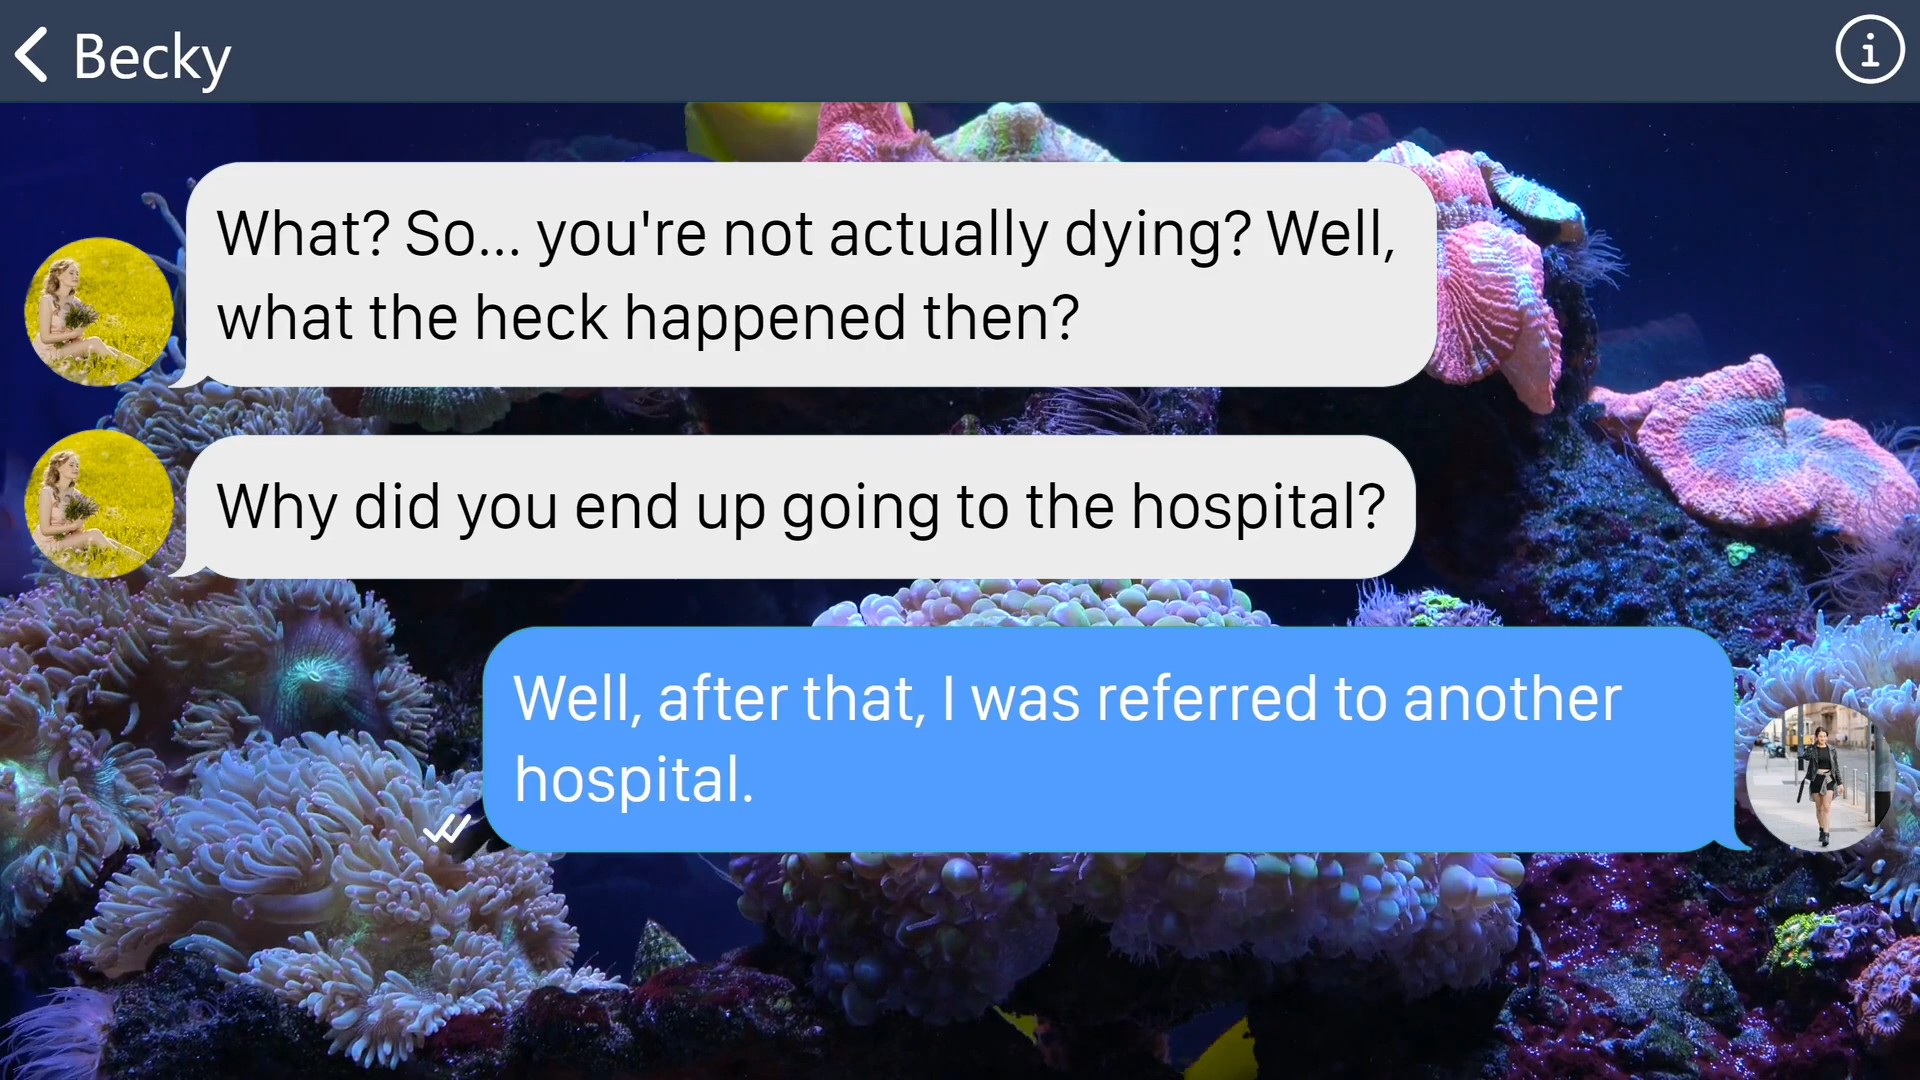 Becky
What? So... you're not actually dying? Well,
what the heck happened then?
Why did you end up going to the hospital?
Well, after that, I was referred to another
hospital.